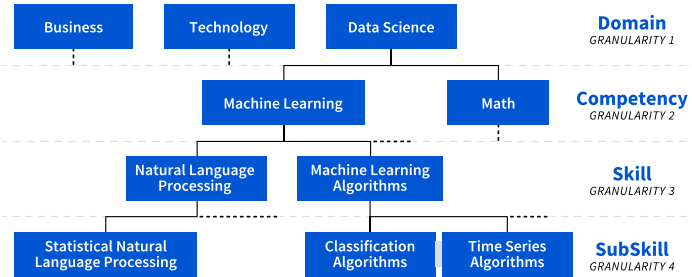 Business
Technology
Data Science
Domain
GRANULARITY 1
Machine Learning
Math
Competency
GRANULARITY 2
Natural Language
Processing
Machine Learning
Algorithms
Skill
GRANULARITY 3
Statistical Natural
Language Processing
Classification
Algorithms
Time Series
Algorithms
SubSkill
GRANULARITY 4